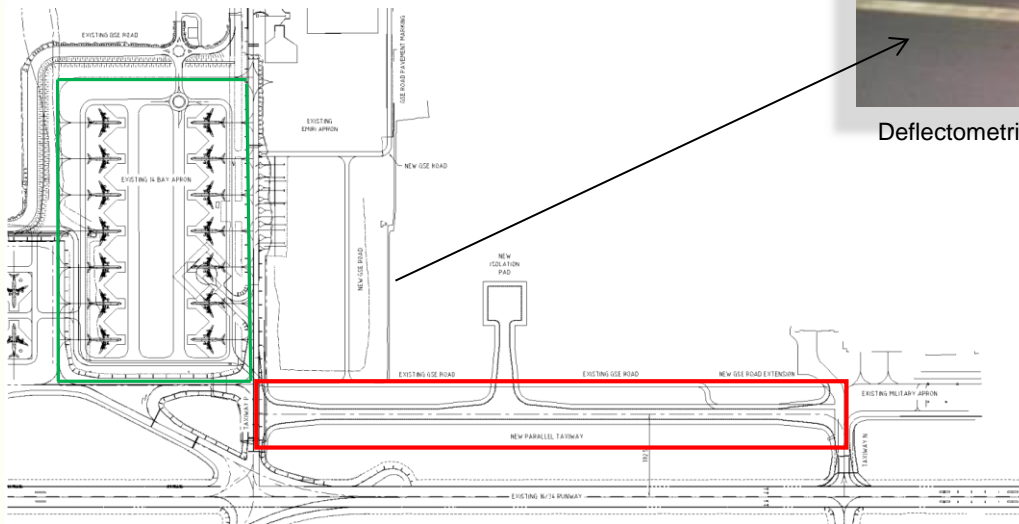 Deflectometri
EXISTING GSE ROAD
GSE ROAD PAVEMENT MARKING
EXISTING
EMIRI APRON
NEW GSE ROAD
EXISTING 14 BAY APRON
NEW GSE ROAD
NEW
ISOLATION
PAD
EXISTING GSE ROAD
EXISTING GSE ROAD
NEW GSE ROAD EXTENSION
EXISTING MILITARY APRON
TAXIWAY P
NEW PARALLEL TAXIWAY
TAXIWAY N
EXISTING 16/34 RUNWAY